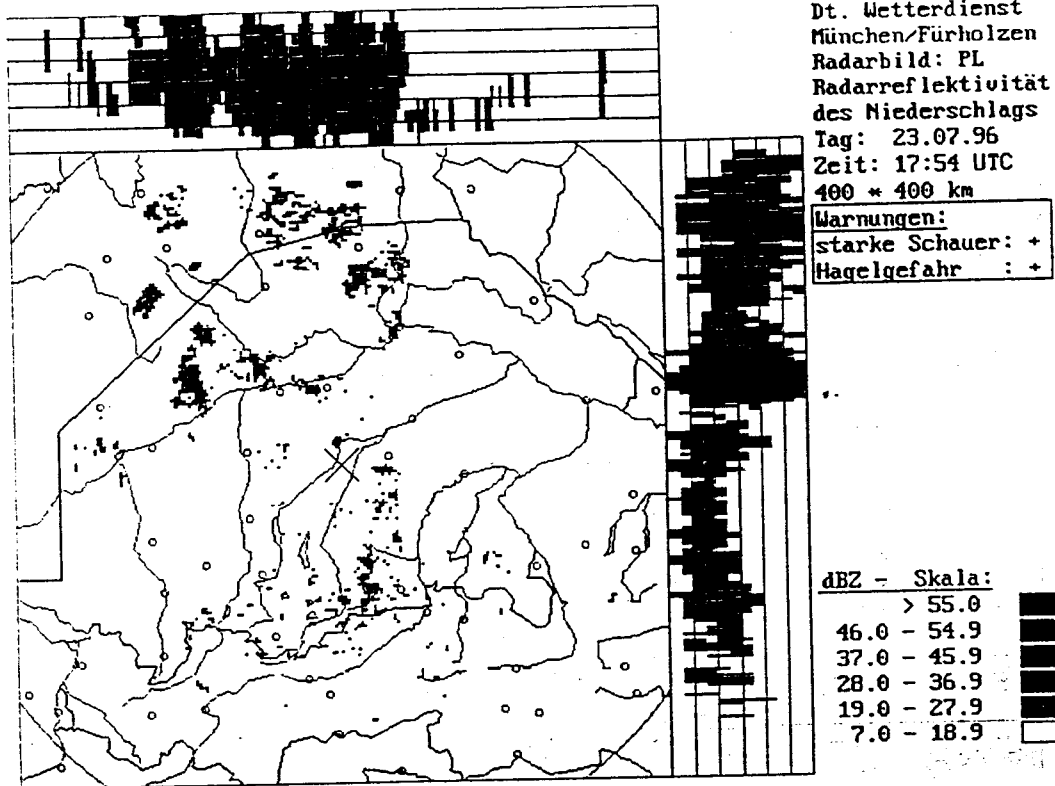 Dt. Wetterdienst
München/Fürholzen
Radarbild: PL
Radarreflektivität
des Niederschlags
Tag: 23.07.96
Zeit: 17:54 UTC
400 * 400 km
Warnungen:
starke Schauer: +
Hagelgefahr : +
dBZ - Skala:
> 55.0
46.0 - 54.9
37.0 - 45.9
28.0 - 36.9
19.0 - 27.9
7.0 - 18.9